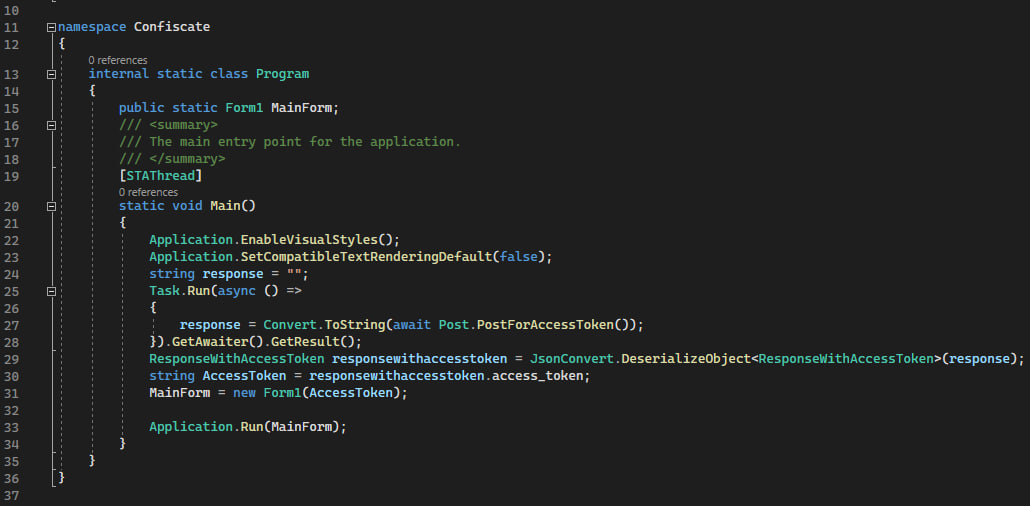 10
11 namespace Confiscate
12 {
0 references
13 internal static class Program
14 {
15 public static Form1 MainForm;
16 /// <summary>
17 /// The main entry point for the application.
18 /// </summary>
19 [STAThread]
0 references
20 static void Main()
21 {
22 Application.EnableVisualStyles();
23 Application.SetCompatibleTextRenderingDefault(false);
24 string response = "";
25 Task.Run(async () =>
26 {
27 response = Convert.ToString(await Post.PostForAccessToken());
28 }).GetAwaiter().GetResult();
29 ResponseWithAccessToken responsewithaccesstoken = JsonConvert.DeserializeObject<ResponseWithAccessToken>(response);
30 string AccessToken = responsewithaccesstoken.access_token;
31 MainForm = new Form1(AccessToken);
32
33 Application.Run(MainForm);
34 }
35 }
36 }
37